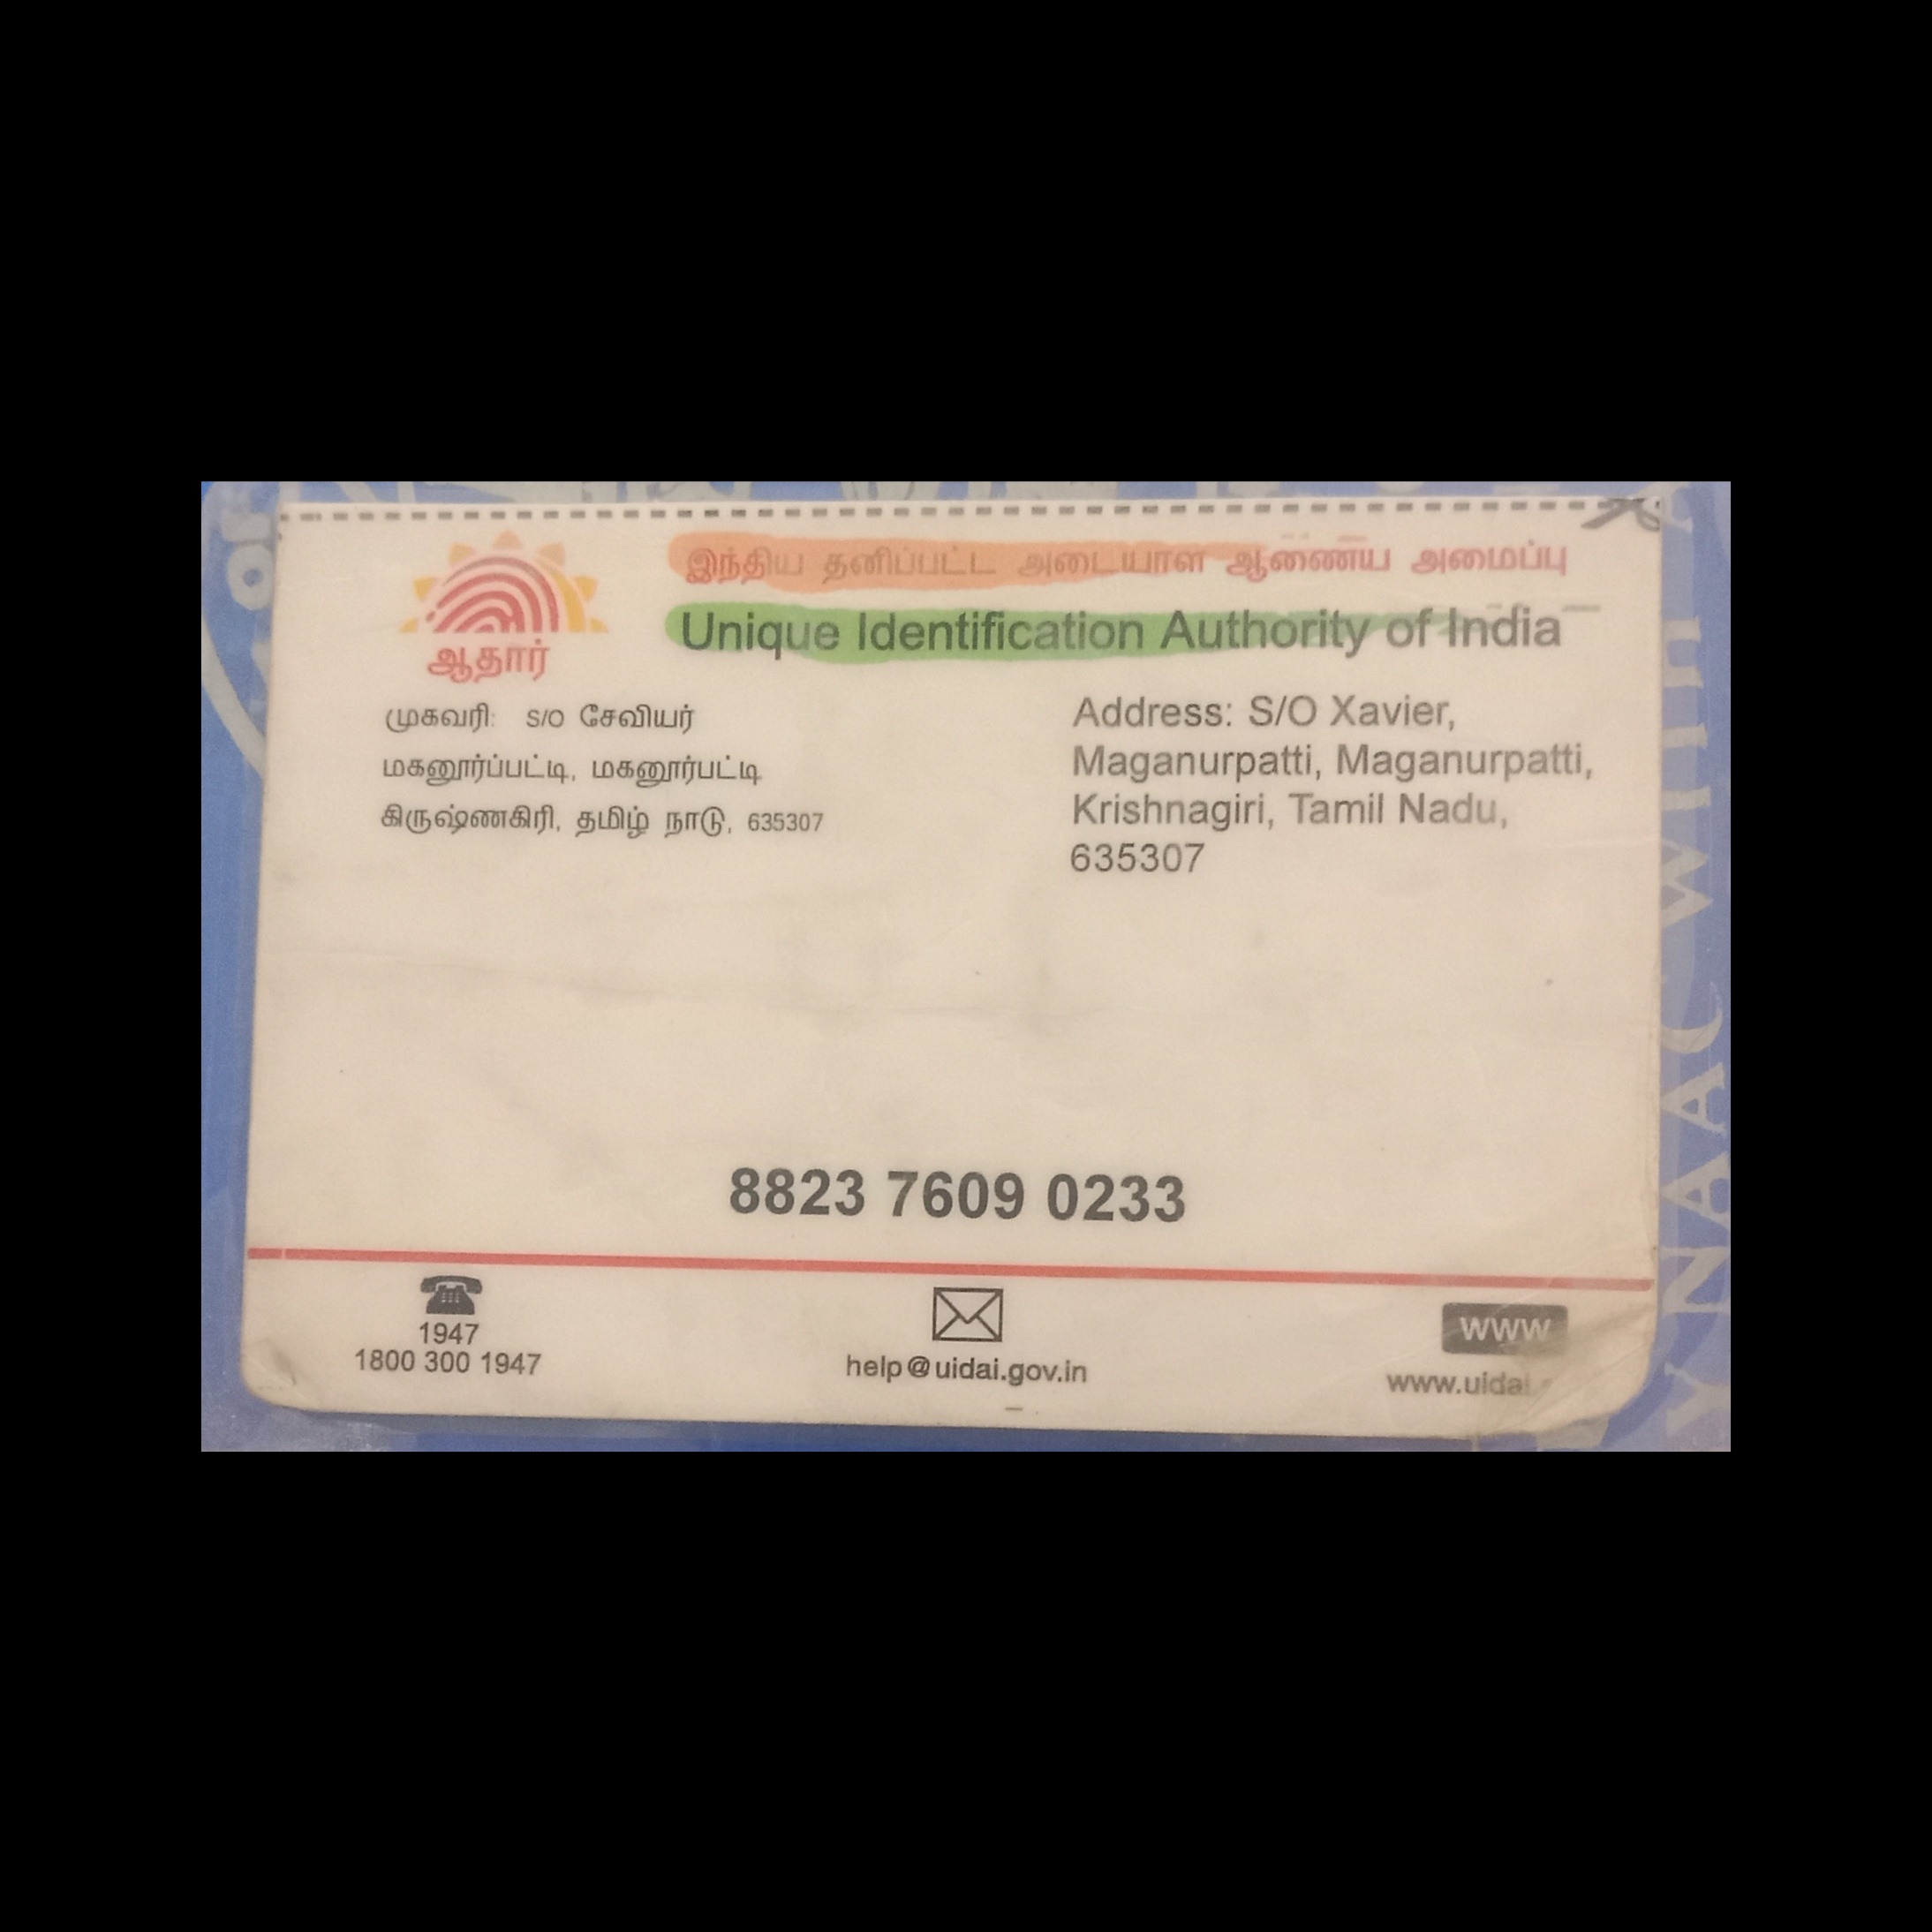 இந்திய தனிப்பட்ட அடையாள ஆணைய அமைப்பு
Unique Identification Authority of India
ஆதார்
முகவரி: S/O சேவியர்
மகனூர்ப்பட்டி, மகனூர்பட்டி
கிருஷ்ணகிரி, தமிழ் நாடு, 635307
Address: S/O Xavier,
Maganurpatti, Maganurpatti,
Krishnagiri, Tamil Nadu,
635307
8823 7609 0233
1947
1800 300 1947
help@uidai.gov.in
www
www.uidai.
WITH
NAAC